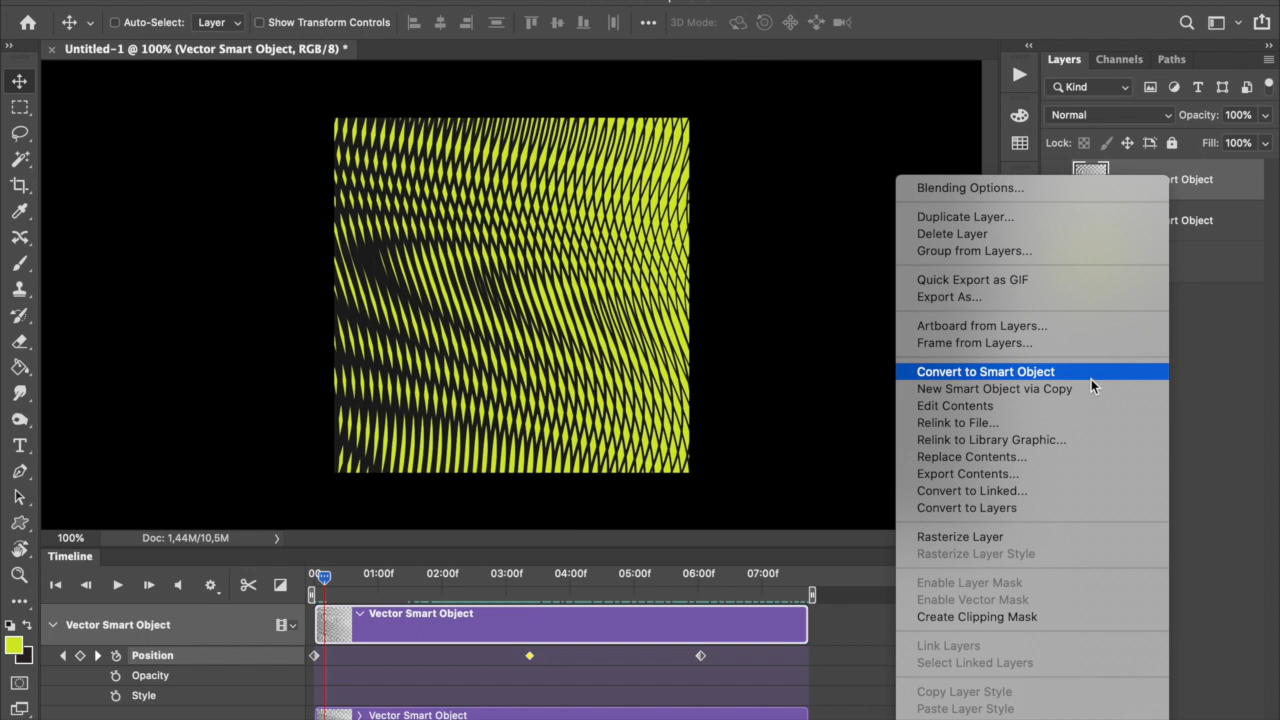 Auto-Select: Layer Show Transform Controls 3D Mode:
Untitled-1 @ 100% (Vector Smart Object, RGB/8) *
Layers Channels Paths
Kind
Normal Opacity: 100%
Lock: Fill: 100%
rt Object
rt Object
Blending Options...
Duplicate Layer...
Delete Layer
Group from Layers...
Quick Export as GIF
Export As...
Artboard from Layers...
Frame from Layers...
Convert to Smart Object
New Smart Object via Copy
Edit Contents
Relink to File...
Relink to Library Graphic...
Replace Contents...
Export Contents...
Convert to Linked...
Convert to Layers
Rasterize Layer
Rasterize Layer Style
Enable Layer Mask
Enable Vector Mask
Create Clipping Mask
Link Layers
Select Linked Layers
Copy Layer Style
Paste Layer Style
100% Doc: 1,44M/10,5M
Timeline
01:00f 02:00f 03:00f 04:00f 05:00f 06:00f 07:00f
Vector Smart Object
Vector Smart Object
Position
Opacity
Style
Vector Smart Object